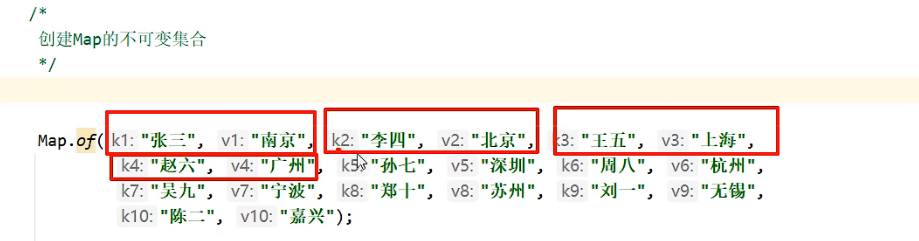 /*
创建Map的不可变集合
*/
Map.of( k1: "张三", v1: "南京", k2: "李四", v2: "北京", k3: "王五", v3: "上海",
k4: "赵六", v4: "广州", k5: "孙七", v5: "深圳", k6: "周八", v6: "杭州",
k7: "吴九", v7: "宁波", k8: "郑十", v8: "苏州", k9: "刘一", v9: "无锡",
k10: "陈二", v10: "嘉兴");